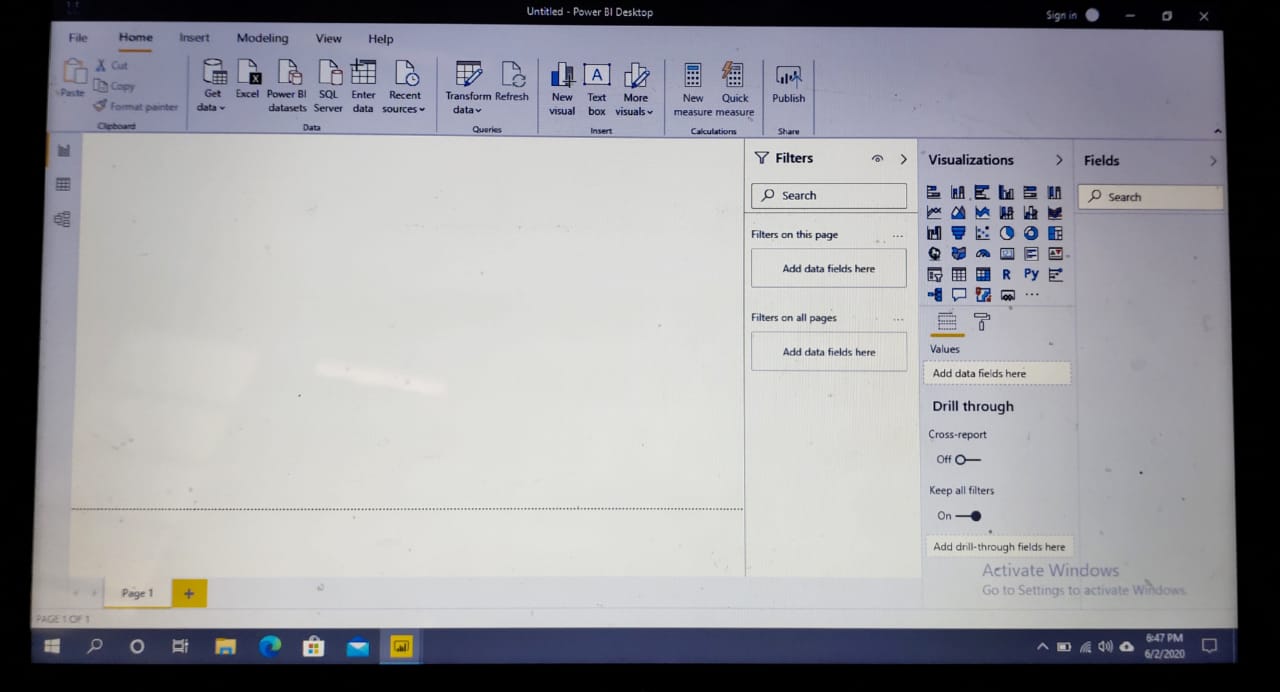 Untitled - Power BI Desktop
Sign in
File Home Insert Modeling View Help
Paste
Cut
Copy
Format painter
Clipboard
Get data
Excel
Power BI datasets
SQL Server
Enter data
Recent sources
Data
Transform data
Refresh
Queries
New visual
Text box
More visuals
Insert
New measure
Quick measure
Calculations
Publish
Share
Filters
Search
Filters on this page
...
Add data fields here
Filters on all pages
...
Add data fields here
Visualizations
R Py
...
Values
Add data fields here
Drill through
Cross-report
Off
Keep all filters
On
Add drill-through fields here
Fields
Search
Activate Windows
Go to Settings to activate Windows.
Page 1 +
PAGE 1 OF 1
6:47 PM
6/2/2020